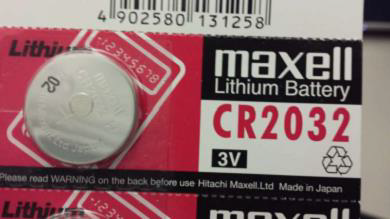 4 902580 131258
Lithium
maxell
Lithium Battery
CR2032
3V
Please read WARNING on the back before use Hitachi Maxell.Ltd Made in Japan
Lithium
maxell